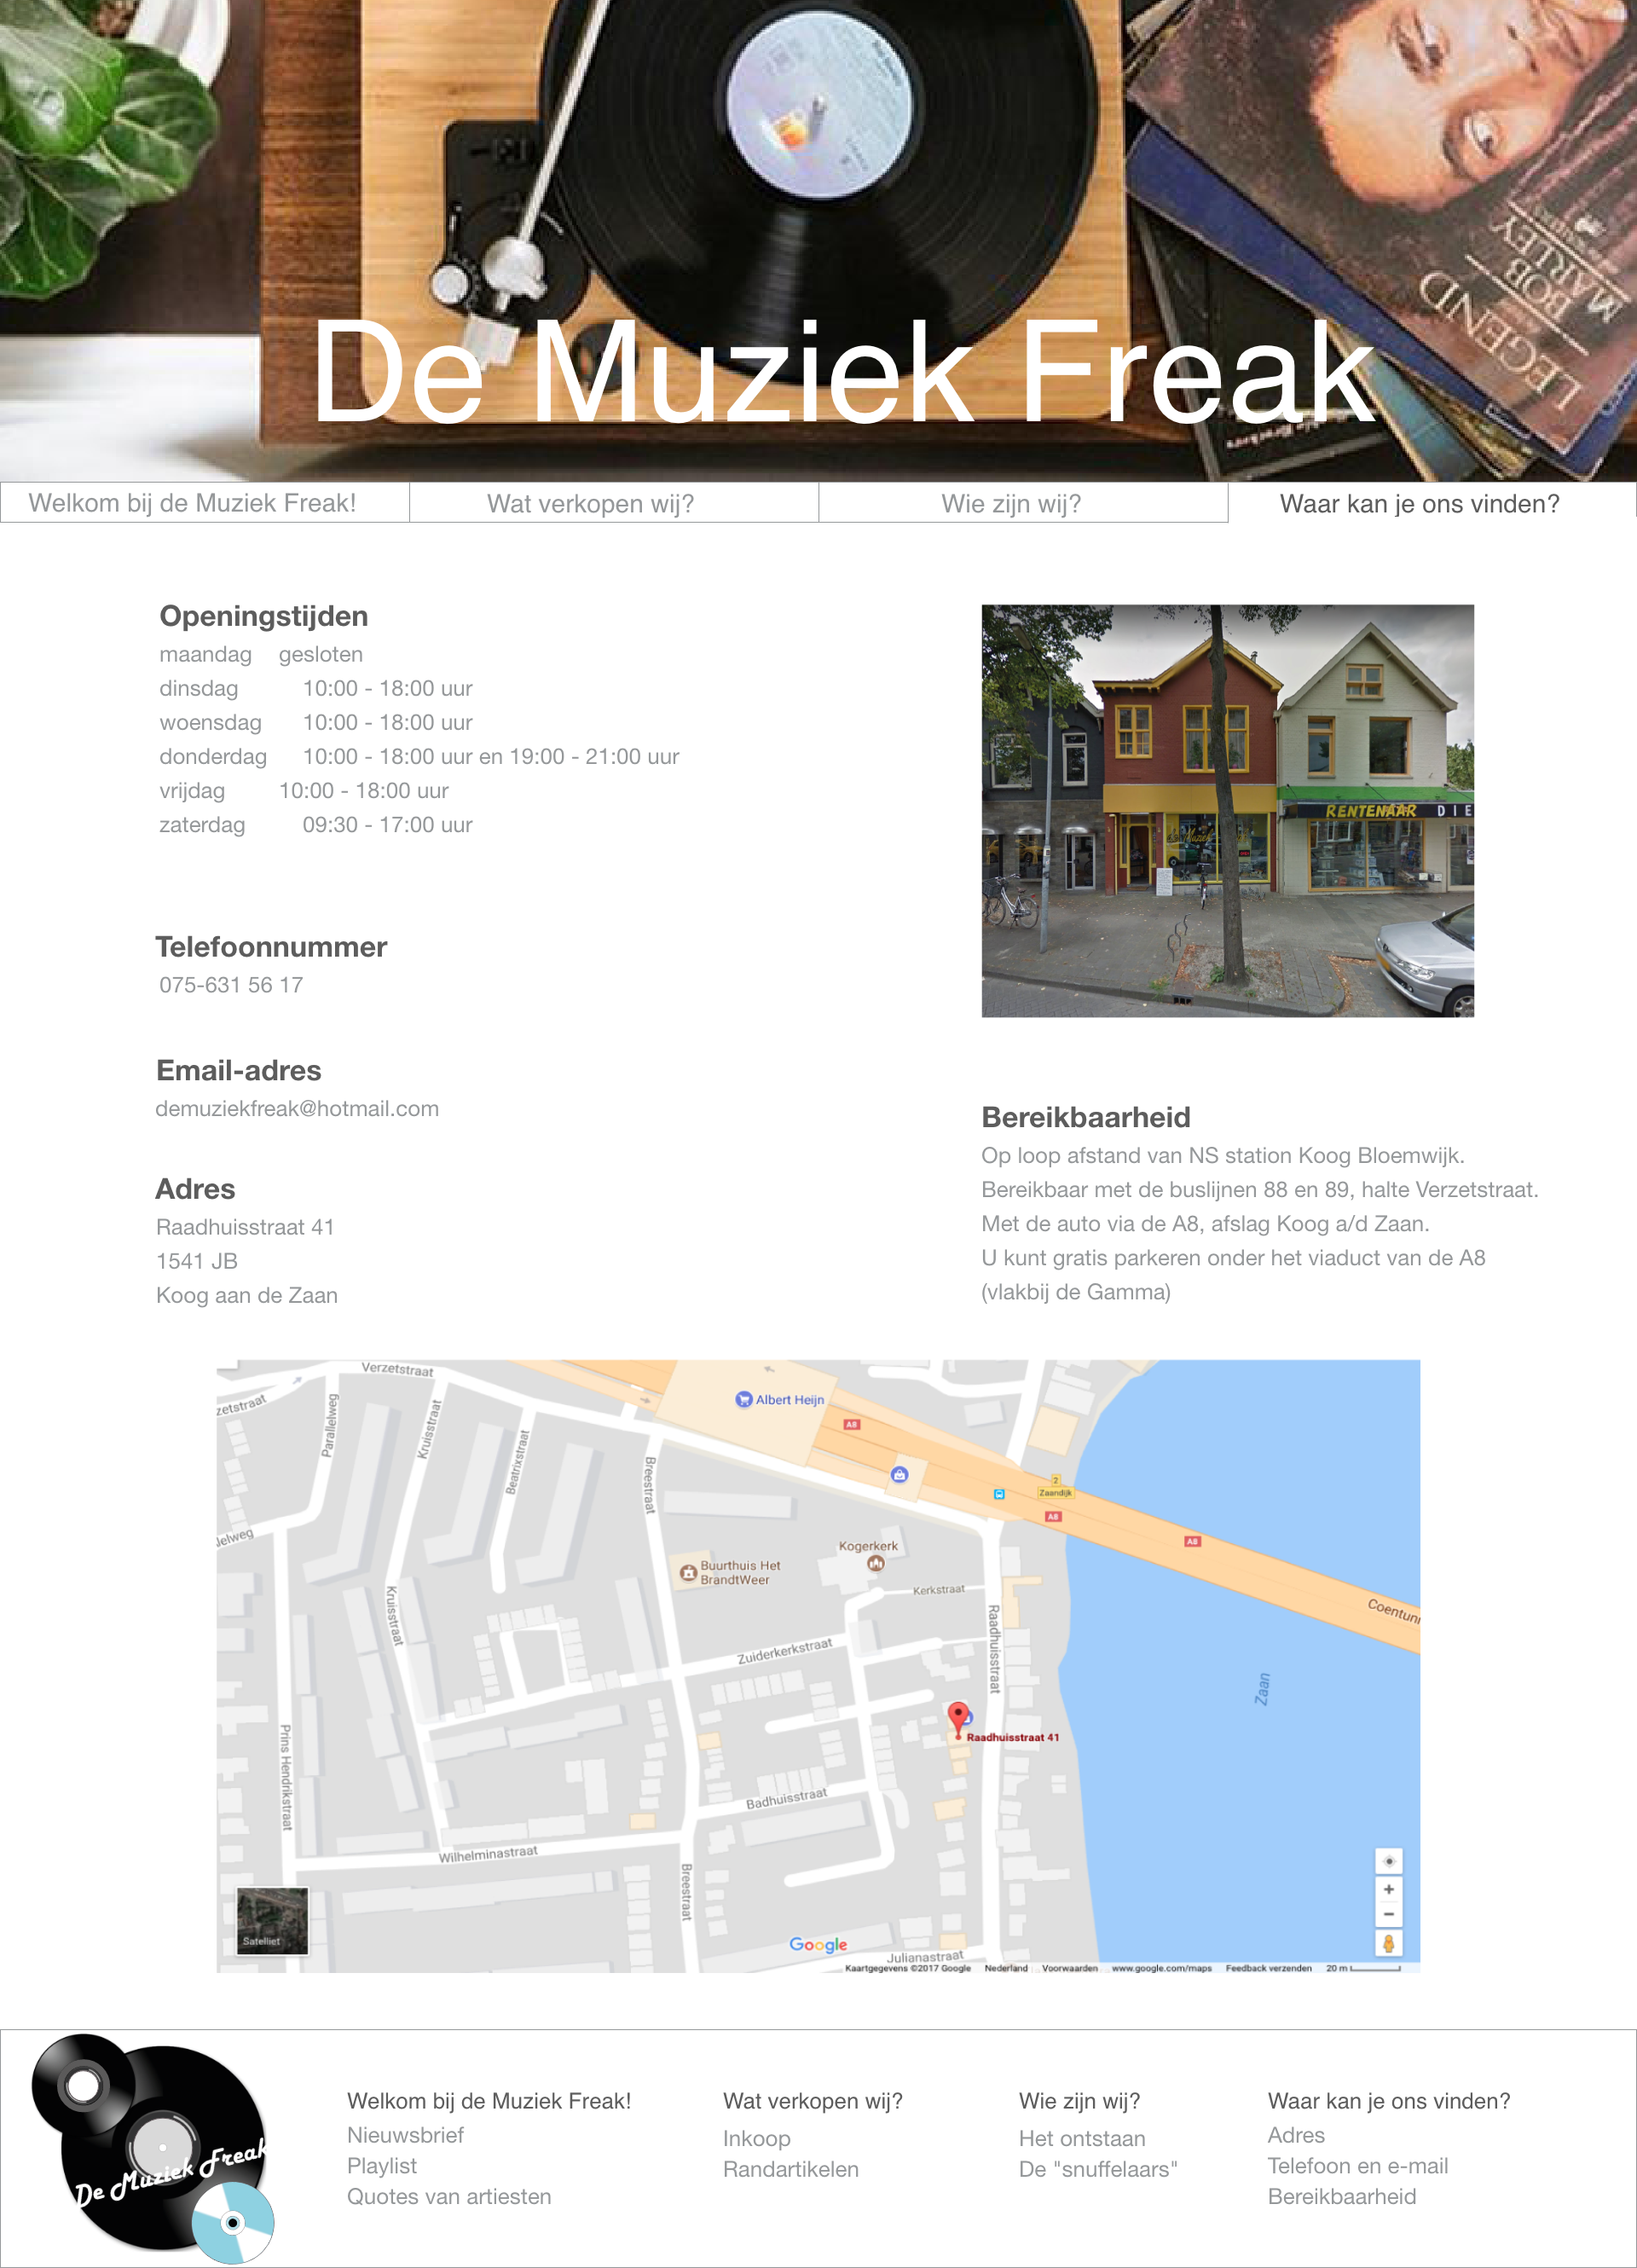 LEGEND
BOB
MARLEY
De Muziek Freak
Welkom bij de Muziek Freak!
Wat verkopen wij?
Wie zijn wij?
Waar kan je ons vinden?
Openingstijden
maandag gesloten
dinsdag 10:00 - 18:00 uur
woensdag 10:00 - 18:00 uur
donderdag 10:00 - 18:00 uur en 19:00 - 21:00 uur
vrijdag 10:00 - 18:00 uur
zaterdag 09:30 - 17:00 uur
RENTENAAR DIE
Telefoonnummer
075-631 56 17
Email-adres
demuziekfreak@hotmail.com
Adres
Raadhuisstraat 41
1541 JB
Koog aan de Zaan
Bereikbaarheid
Op loop afstand van NS station Koog Bloemwijk.
Bereikbaar met de buslijnen 88 en 89, halte Verzetstraat.
Met de auto via de A8, afslag Koog a/d Zaan.
U kunt gratis parkeren onder het viaduct van de A8
(vlakbij de Gamma)
Verzetstraat
zetstraat
Parallelweg
Kruisstraat
Beatrixstraat
Breestraat
Albert Heijn
A8
2
Zaandijk
A8
A8
elweg
Kogerkerk
Buurthuis Het
BrandtWeer
Kerkstraat
Kruisstraat
Raadhuisstraat
Coentunn
Zuiderkerkstraat
Zaan
Raadhuisstraat 41
Prins Hendrikstraat
Badhuisstraat
Wilhelminastraat
Breestraat
Satelliet
Google
Julianastraat
Kaartgegevens ©2017 Google Nederland Voorwaarden www.google.com/maps Feedback verzenden 20 m
De Muziek Freak
Welkom bij de Muziek Freak!
Nieuwsbrief
Playlist
Quotes van artiesten
Wat verkopen wij?
Inkoop
Randartikelen
Wie zijn wij?
Het ontstaan
De "snuffelaars"
Waar kan je ons vinden?
Adres
Telefoon en e-mail
Bereikbaarheid